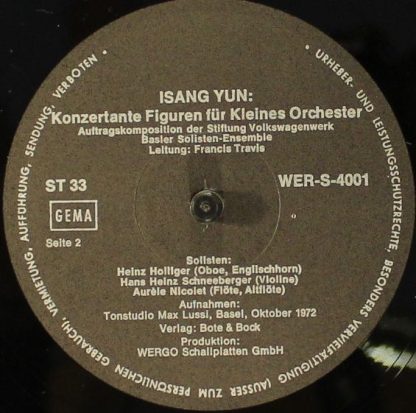 ISANG YUN:
Konzertante Figuren für Kleines Orchester
Auftragskomposition der Stiftung Volkswagenwerk
Basler Solisten-Ensemble
Leitung: Francis Travis
ST 33
WER-S-4001
GEMA
Seite 2
Solisten:
Heinz Holliger (Oboe, Englischhorn)
Hans Heinz Schneeberger (Violine)
Aurèle Nicolet (Flöte, Altflöte)
Aufnahmen:
Tonstudio Max Lussi, Basel, Oktober 1972
Verlag: Bote & Bock
Produktion:
WERGO Schallplatten GmbH
• URHEBER- UND LEISTUNGSSCHUTZRECHTE, BESONDERS VERVIELFÄLTIGUNG (AUSSER ZUM PERSÖNLICHEN GEBRAUCH), VERMIETUNG, AUFFÜHRUNG, SENDUNG, VERBOTEN •